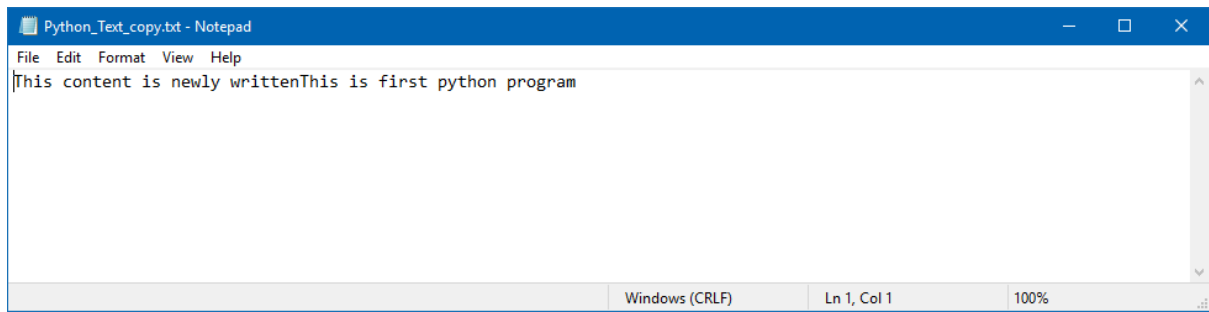 Python_Text_copy.txt - Notepad
File Edit Format View Help
This content is newly writtenThis is first python program
Windows (CRLF) Ln 1, Col 1 100%